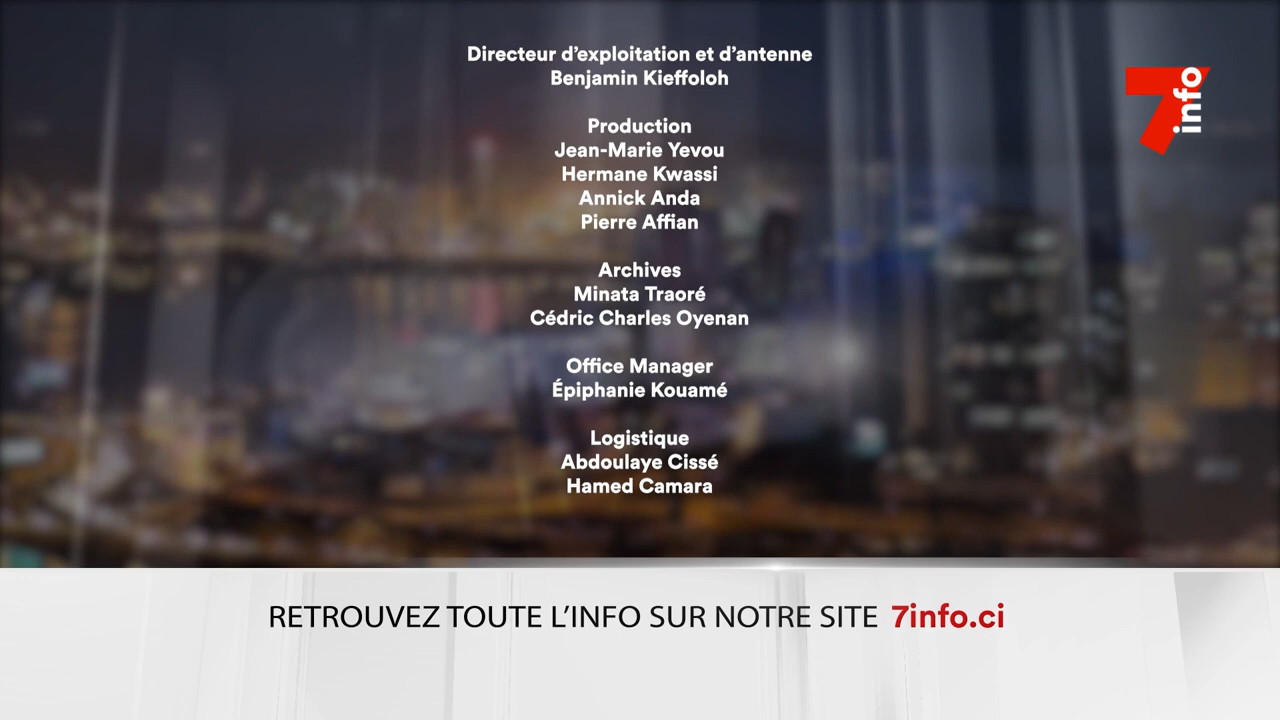 Directeur d’exploitation et d’antenne
Benjamin Kieffoloh
Production
Jean-Marie Yevou
Hermane Kwassi
Annick Anda
Pierre Affian
Archives
Minata Traoré
Cédric Charles Oyenan
Office Manager
Épiphanie Kouamé
Logistique
Abdoulaye Cissé
Hamed Camara
7info
RETROUVEZ TOUTE L’INFO SUR NOTRE SITE 7info.ci